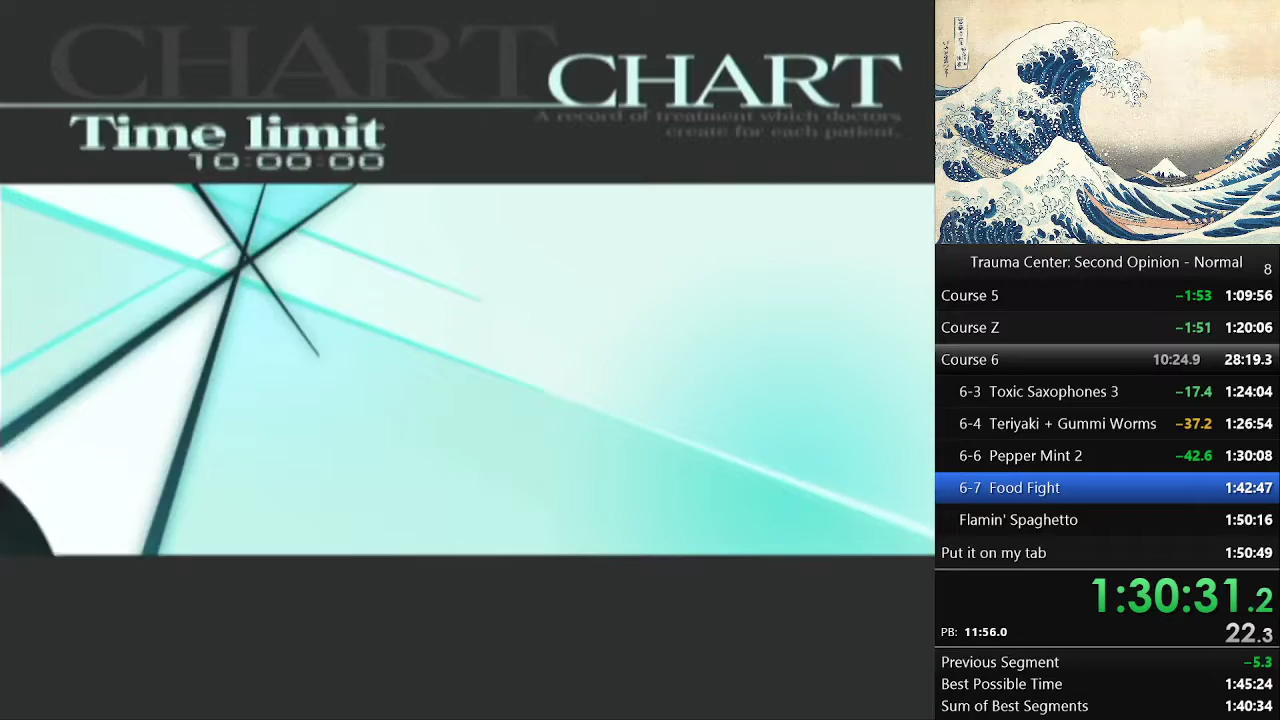 CHART
CHART
A record of treatment which doctors
create for each patient.
Time limit
10:00:00
Trauma Center: Second Opinion - Normal
8
Course 5 −1:53 1:09:56
Course Z −1:51 1:20:06
Course 6 10:24.9 28:19.3
6-3 Toxic Saxophones 3 −17.4 1:24:04
6-4 Teriyaki + Gummi Worms −37.2 1:26:54
6-6 Pepper Mint 2 −42.6 1:30:08
6-7 Food Fight 1:42:47
Flamin' Spaghetto 1:50:16
Put it on my tab 1:50:49
1:30:31.2
PB: 11:56.0 22.3
Previous Segment −5.3
Best Possible Time 1:45:24
Sum of Best Segments 1:40:34